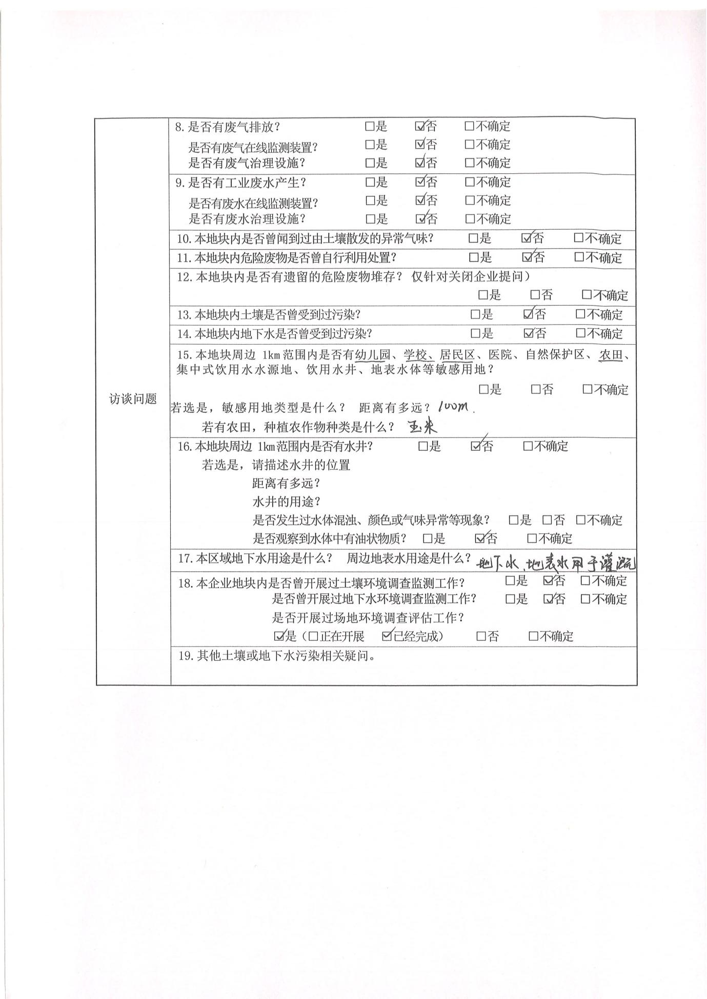 8.是否有废气排放？ □是 ☑否 □不确定
是否有废气在线监测装置？ □是 ☑否 □不确定
是否有废气治理设施？ □是 ☑否 □不确定
9.是否有工业废水产生？ □是 ☑否 □不确定
是否有废水在线监测装置？ □是 ☑否 □不确定
是否有废水治理设施？ □是 ☑否 □不确定
10.本地块内是否曾闻到过由土壤散发的异常气味？ □是 ☑否 □不确定
11.本地块内危险废物是否曾自行利用处置？ □是 ☑否 □不确定
12.本地块内是否有遗留的危险废物堆存？ 仅针对关闭企业提问）
□是 □否 □不确定
13.本地块内土壤是否曾受到过污染？ □是 ☑否 □不确定
14.本地块内地下水是否曾受到过污染？ □是 ☑否 □不确定
15.本地块周边 1km范围内是否有幼儿园、学校、居民区、医院、自然保护区、农田、
集中式饮用水水源地、饮用水井、地表水体等敏感用地？
□是 □否 □不确定
访谈问题
若选是，敏感用地类型是什么？ 距离有多远？100m.
若有农田，种植农作物种类是什么？ 玉米
16.本地块周边 1km范围内是否有水井？ □是 ☑否 □不确定
若选是，请描述水井的位置
距离有多远？
水井的用途？
是否发生过水体混浊、颜色或气味异常等现象？ □是 □否 □不确定
是否观察到水体中有油状物质？ □是 ☑否 □不确定
17.本区域地下水用途是什么？ 周边地表水用途是什么？地下水、地表水用于灌溉
18.本企业地块内是否曾开展过土壤环境调查监测工作？ □是 ☑否 □不确定
是否曾开展过地下水环境调查监测工作？ □是 ☑否 □不确定
是否开展过场地环境调查评估工作？
☑是（□正在开展 ☑已经完成） □否 □不确定
19.其他土壤或地下水污染相关疑问。